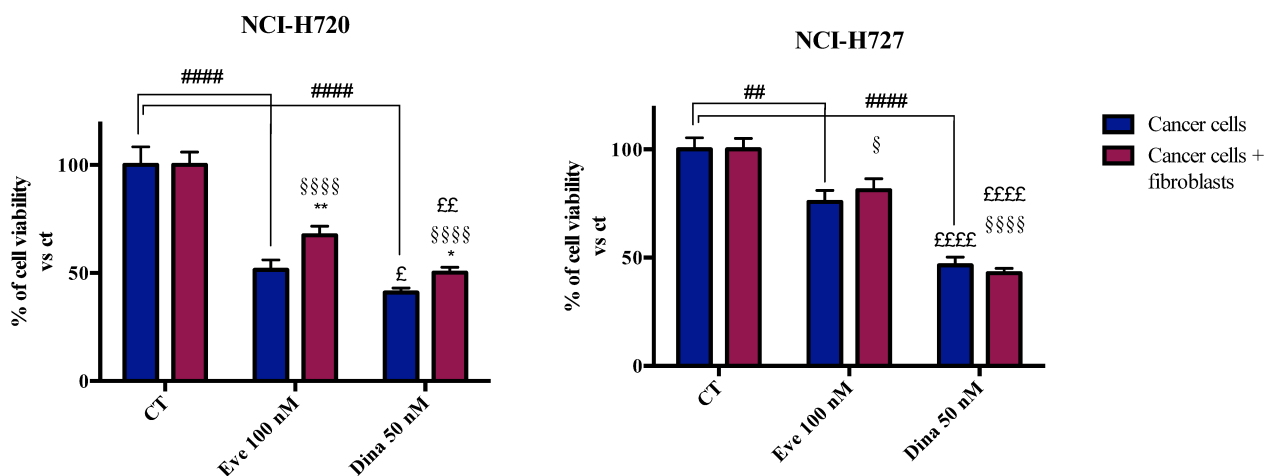 NCI-H720
####
####
% of cell viability
vs ct
100
50
0
§§§§
**
££
§§§§
*
£
CT
Eve 100 nM
Dina 50 nM
NCI-H727
##
####
% of cell viability
vs ct
100
50
0
§
££££
§§§§
££££
CT
Eve 100 nM
Dina 50 nM
Cancer cells
Cancer cells +
fibroblasts